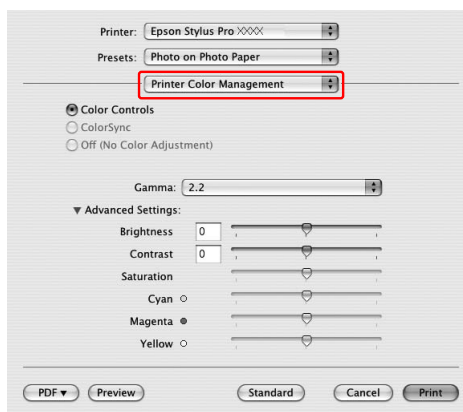 Printer: Epson Stylus Pro XXXX
Presets: Photo on Photo Paper
Printer Color Management
Color Controls
ColorSync
Off (No Color Adjustment)
Gamma: 2.2
Advanced Settings:
Brightness 0
Contrast 0
Saturation
Cyan
Magenta
Yellow
PDF Preview Standard Cancel Print